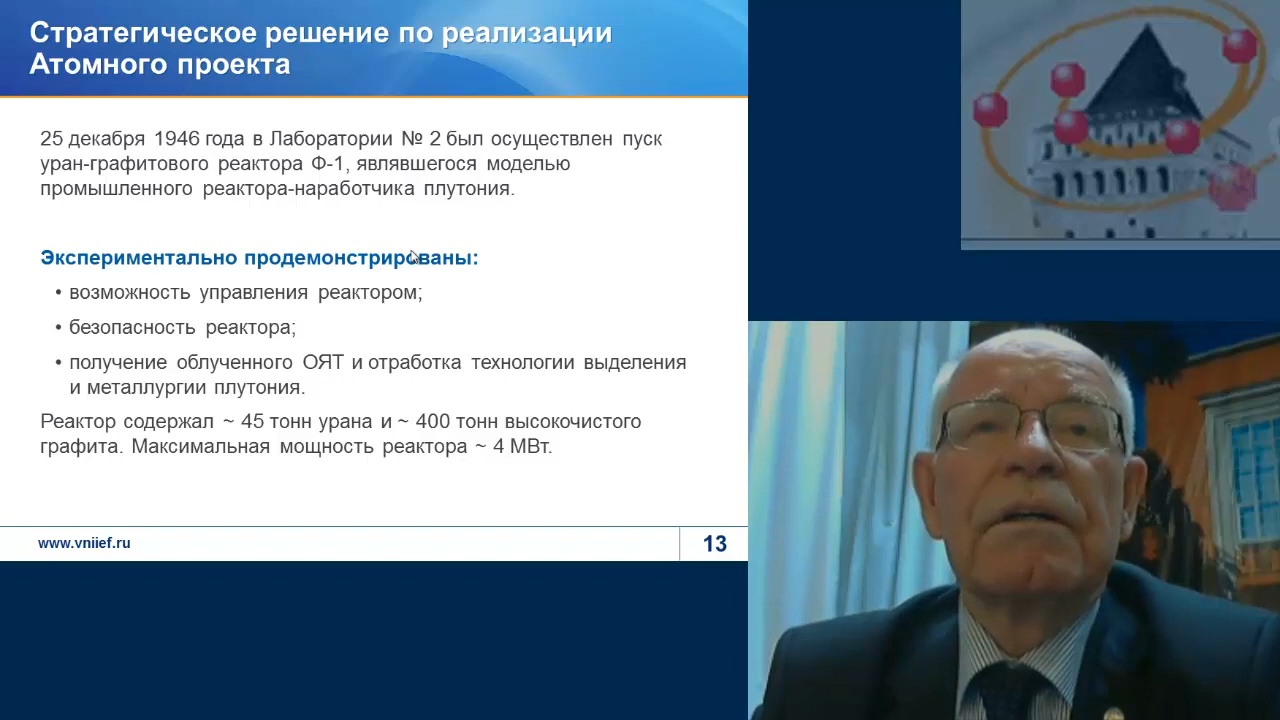 Стратегическое решение по реализации
Атомного проекта
25 декабря 1946 года в Лаборатории № 2 был осуществлен пуск
уран-графитового реактора Ф-1, являвшегося моделью
промышленного реактора-наработчика плутония.
Экспериментально продемонстрированы:
• возможность управления реактором;
• безопасность реактора;
• получение облученного ОЯТ и отработка технологии выделения
и металлургии плутония.
Реактор содержал ~ 45 тонн урана и ~ 400 тонн высокочистого
графита. Максимальная мощность реактора ~ 4 МВт.
www.vniief.ru
13